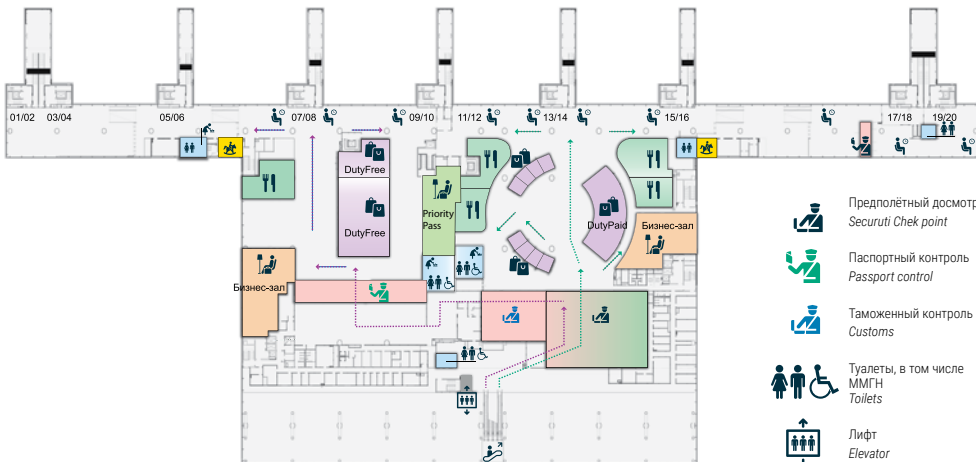 01/02 03/04 05/06 07/08 09/10 11/12 13/14 15/16 17/18 19/20
DutyFree
DutyFree
Priority
Pass
DutyPaid
Бизнес-зал
Бизнес-зал
Предполётный досмотр
Securuti Chek point
Паспортный контроль
Passport control
Таможенный контроль
Customs
Туалеты, в том числе
ММГН
Toilets
Лифт
Elevator